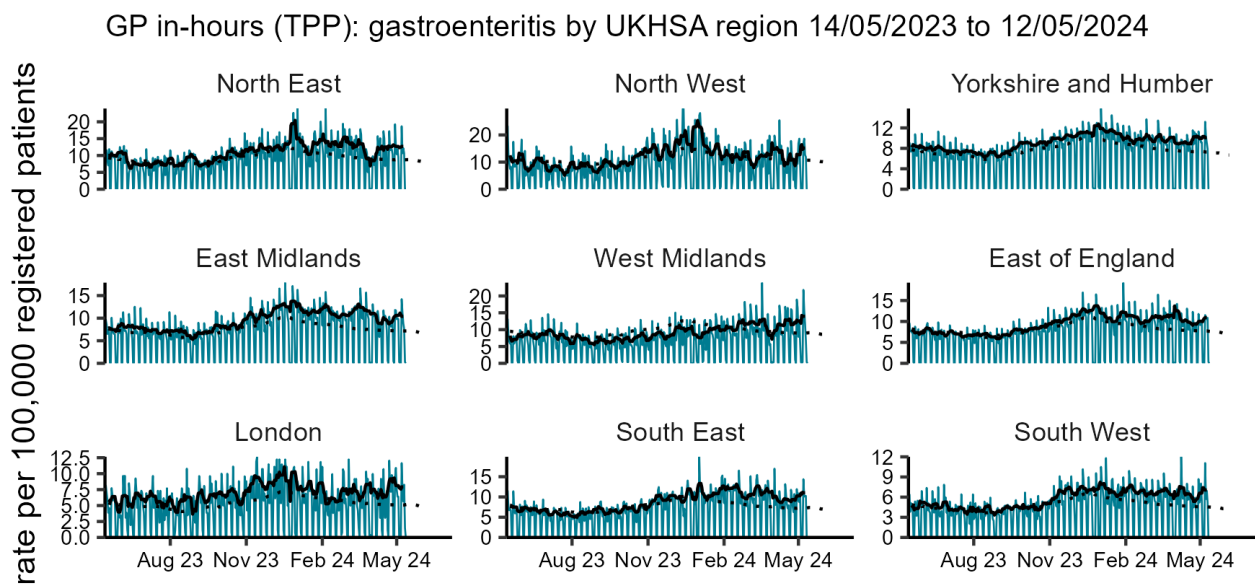 GP in-hours (TPP): gastroenteritis by UKHSA region 14/05/2023 to 12/05/2024
rate per 100,000 registered patients
North East
20
15
10
5
0
North West
20
10
0
Yorkshire and Humber
12
8
4
0
East Midlands
15
10
5
0
West Midlands
20
15
10
5
0
East of England
15
10
5
0
London
12.5
10.0
7.5
5.0
2.5
0.0
Aug 23 Nov 23 Feb 24 May 24
South East
15
10
5
0
Aug 23 Nov 23 Feb 24 May 24
South West
12
9
6
3
0
Aug 23 Nov 23 Feb 24 May 24